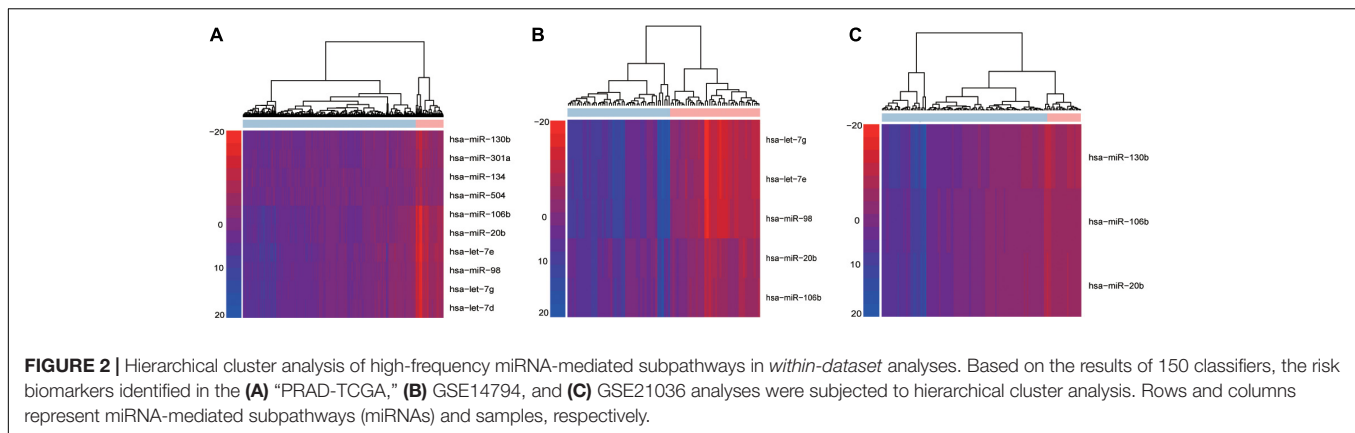 A
−20
0
10
20
hsa−miR−130b
hsa−miR−301a
hsa−miR−134
hsa−miR−504
hsa−miR−106b
hsa−miR−20b
hsa−let−7e
hsa−miR−98
hsa−let−7g
hsa−let−7d
B
−20
0
10
20
hsa−let−7g
hsa−let−7e
hsa−miR−98
hsa−miR−20b
hsa−miR−106b
C
−20
0
10
20
hsa−miR−130b
hsa−miR−106b
hsa−miR−20b
FIGURE 2 | Hierarchical cluster analysis of high-frequency miRNA-mediated subpathways in within-dataset analyses. Based on the results of 150 classifiers, the risk
biomarkers identified in the (A) “PRAD-TCGA,” (B) GSE14794, and (C) GSE21036 analyses were subjected to hierarchical cluster analysis. Rows and columns
represent miRNA-mediated subpathways (miRNAs) and samples, respectively.